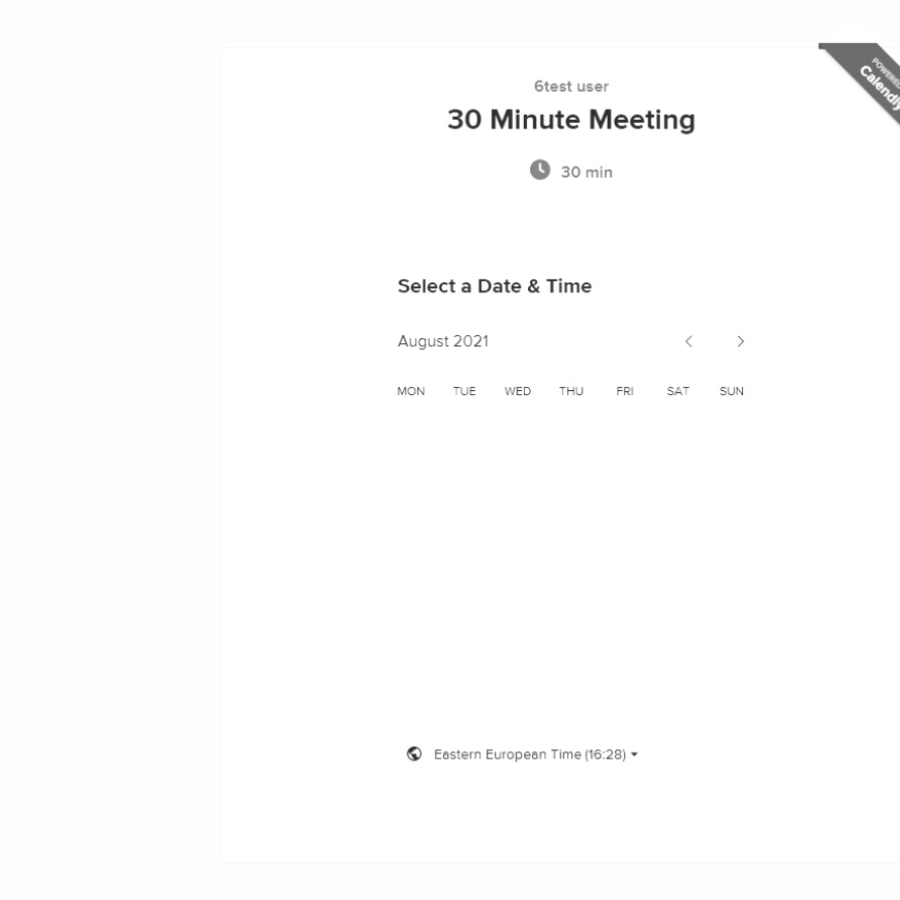 6test user
30 Minute Meeting
30 min
POWERED
Calendly
Select a Date & Time
August 2021
MON TUE WED THU FRI SAT SUN
Eastern European Time (16:28)